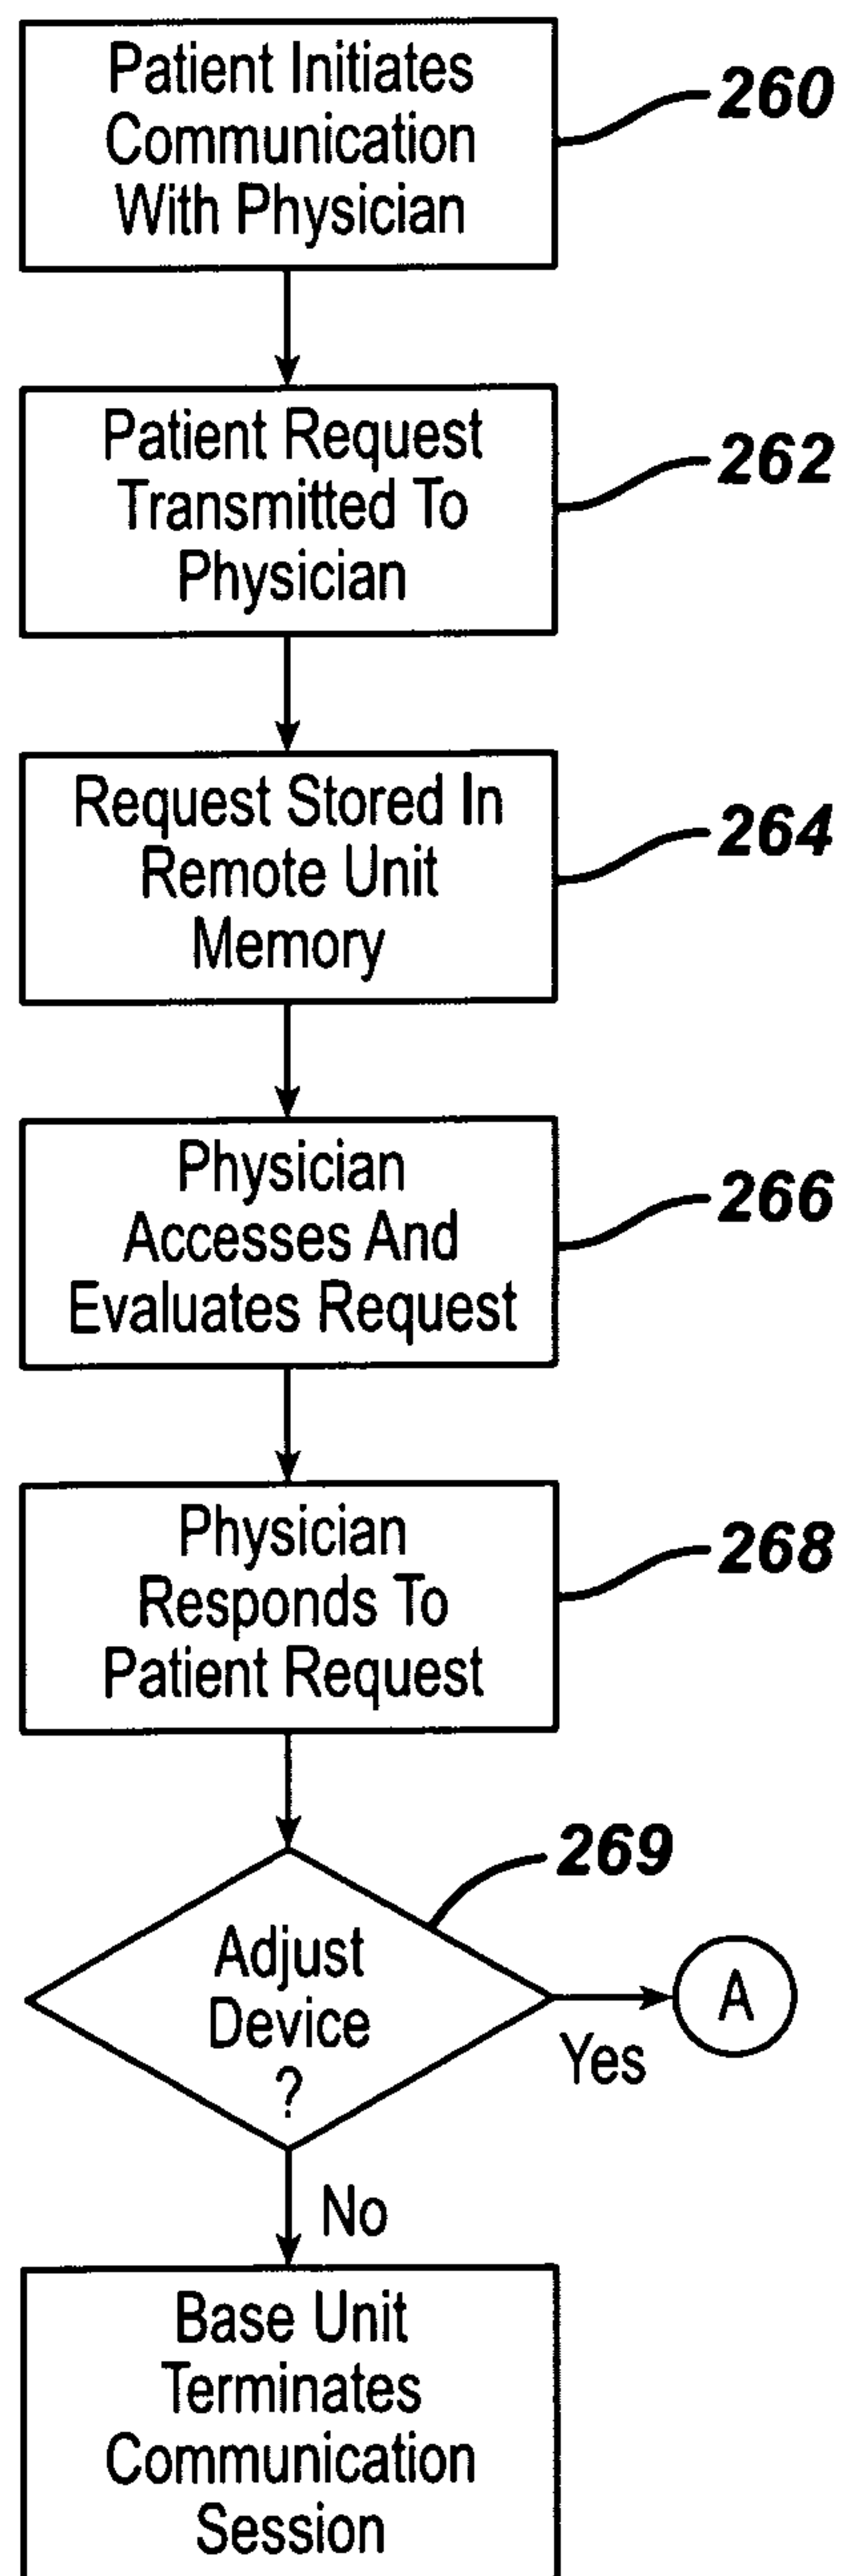 Patient Initiates
Communication
With Physician
260
Patient Request
Transmitted To
Physician
262
Request Stored In
Remote Unit
Memory
264
Physician
Accesses And
Evaluates Request
266
Physician
Responds To
Patient Request
268
269
Adjust
Device
?
A
Yes
No
Base Unit
Terminates
Communication
Session